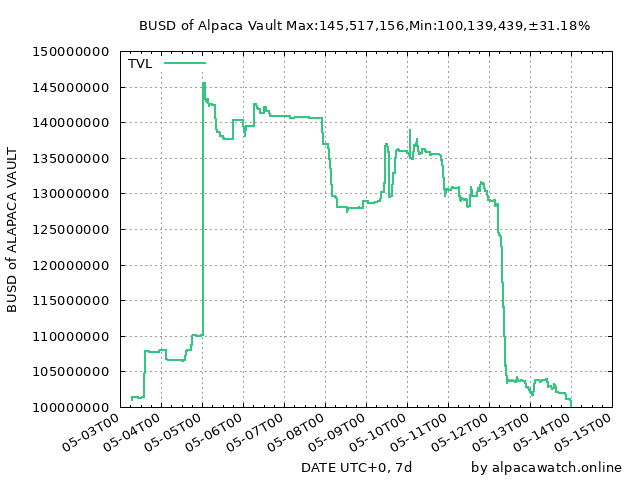 BUSD of Alpaca Vault Max:145,517,156,Min:100,139,439,±31.18%
TVL
150000000
145000000
140000000
135000000
130000000
125000000
120000000
115000000
110000000
105000000
100000000
BUSD of ALAPACA VAULT
05-03T00
05-04T00
05-05T00
05-06T00
05-07T00
05-08T00
05-09T00
05-10T00
05-11T00
05-12T00
05-13T00
05-14T00
05-15T00
DATE UTC+0, 7d
by alpacawatch.online